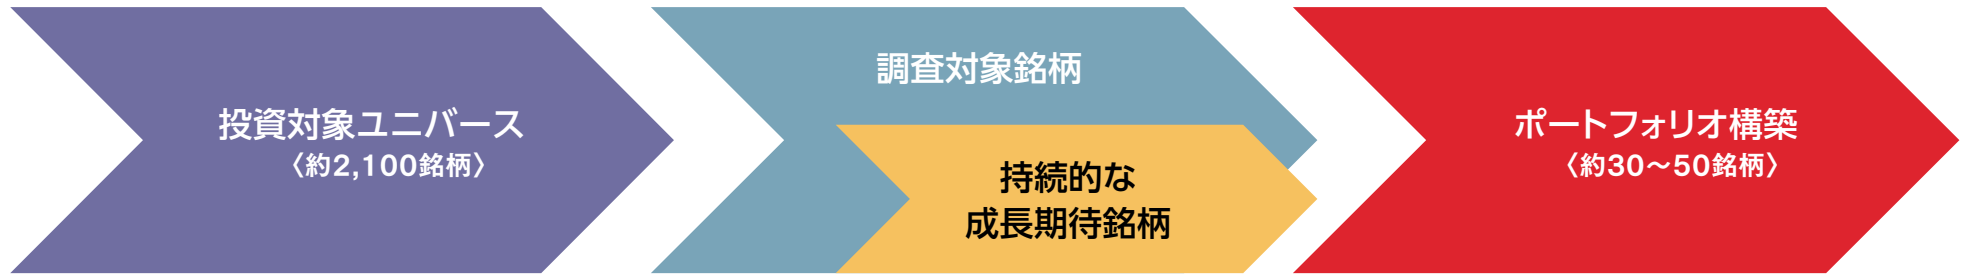 投資対象ユニバース
〈約2,100銘柄〉
調査対象銘柄
持続的な
成長期待銘柄
ポートフォリオ構築
〈約30～50銘柄〉